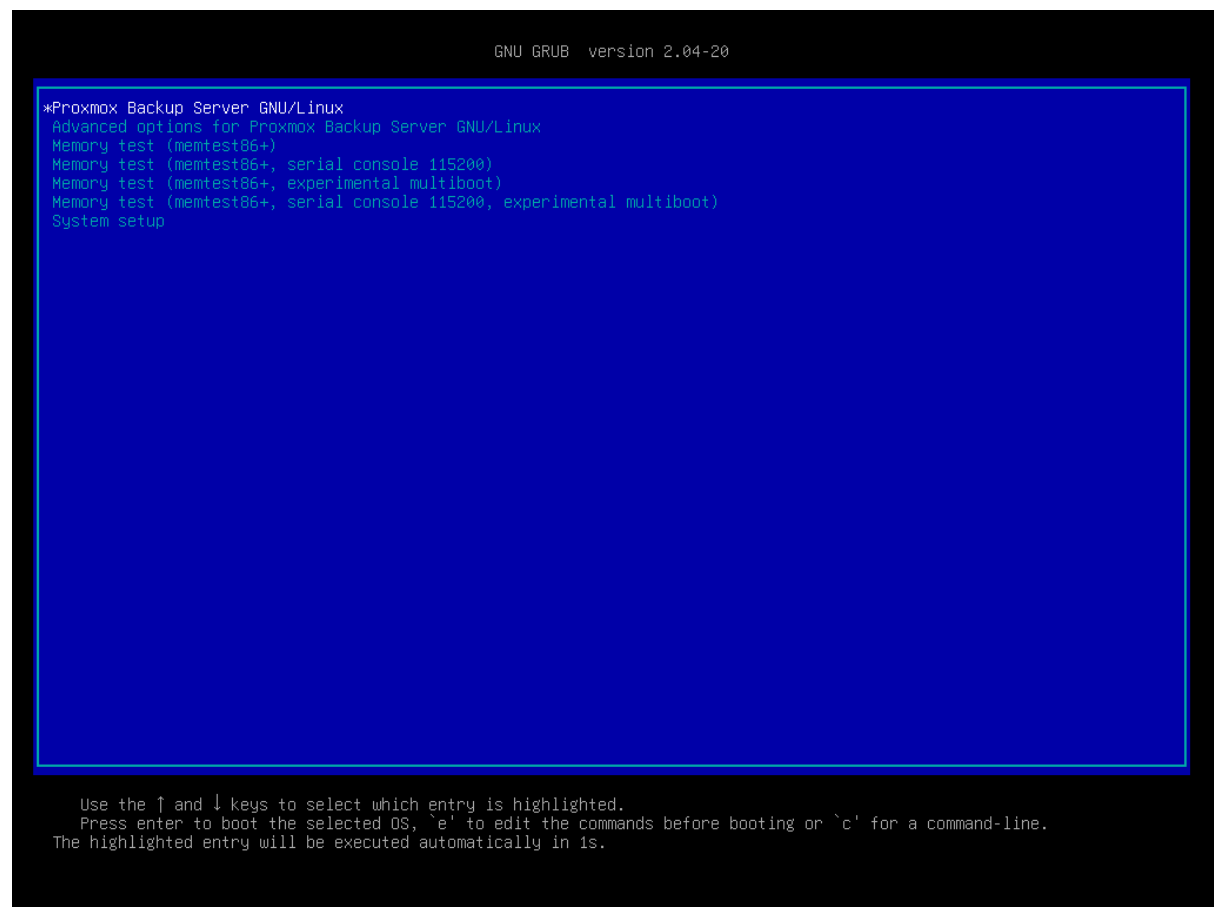 GNU GRUB  version 2.04-20
*Proxmox Backup Server GNU/Linux
Advanced options for Proxmox Backup Server GNU/Linux
Memory test (memtest86+)
Memory test (memtest86+, serial console 115200)
Memory test (memtest86+, experimental multiboot)
Memory test (memtest86+, serial console 115200, experimental multiboot)
System setup
Use the ↑ and ↓ keys to select which entry is highlighted.
Press enter to boot the selected OS, `e' to edit the commands before booting or `c' for a command-line.
The highlighted entry will be executed automatically in 1s.